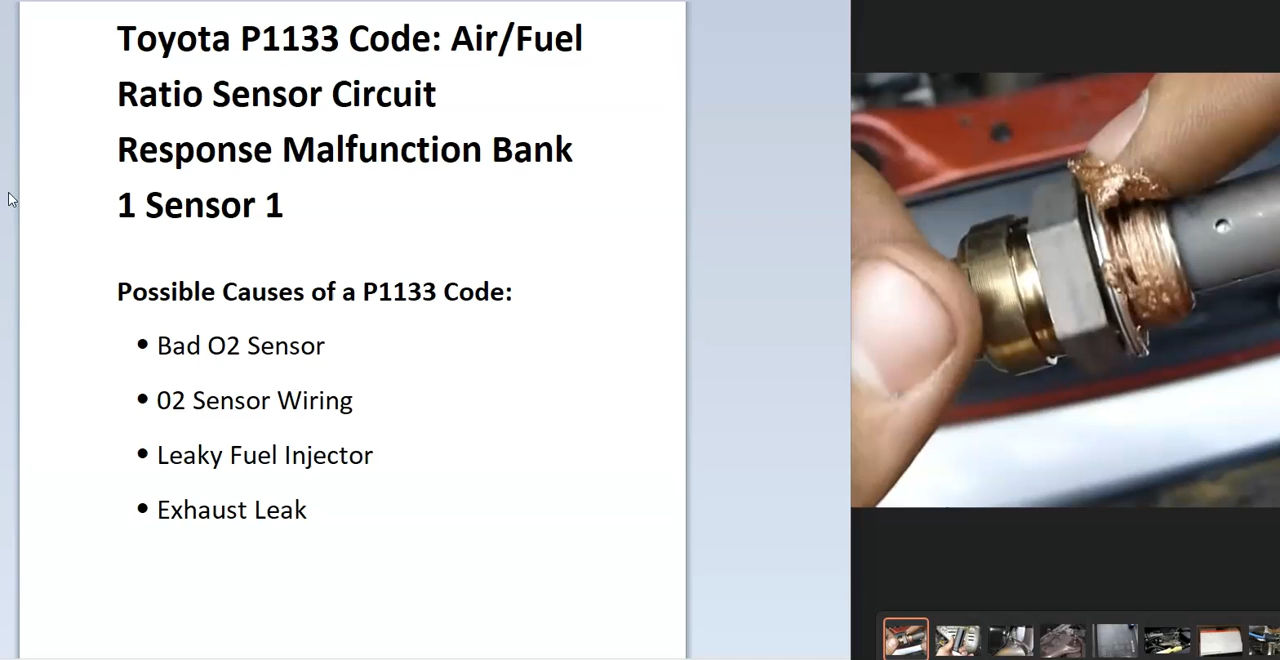 Toyota P1133 Code: Air/Fuel
Ratio Sensor Circuit
Response Malfunction Bank
1 Sensor 1
Possible Causes of a P1133 Code:
• Bad O2 Sensor
• 02 Sensor Wiring
• Leaky Fuel Injector
• Exhaust Leak